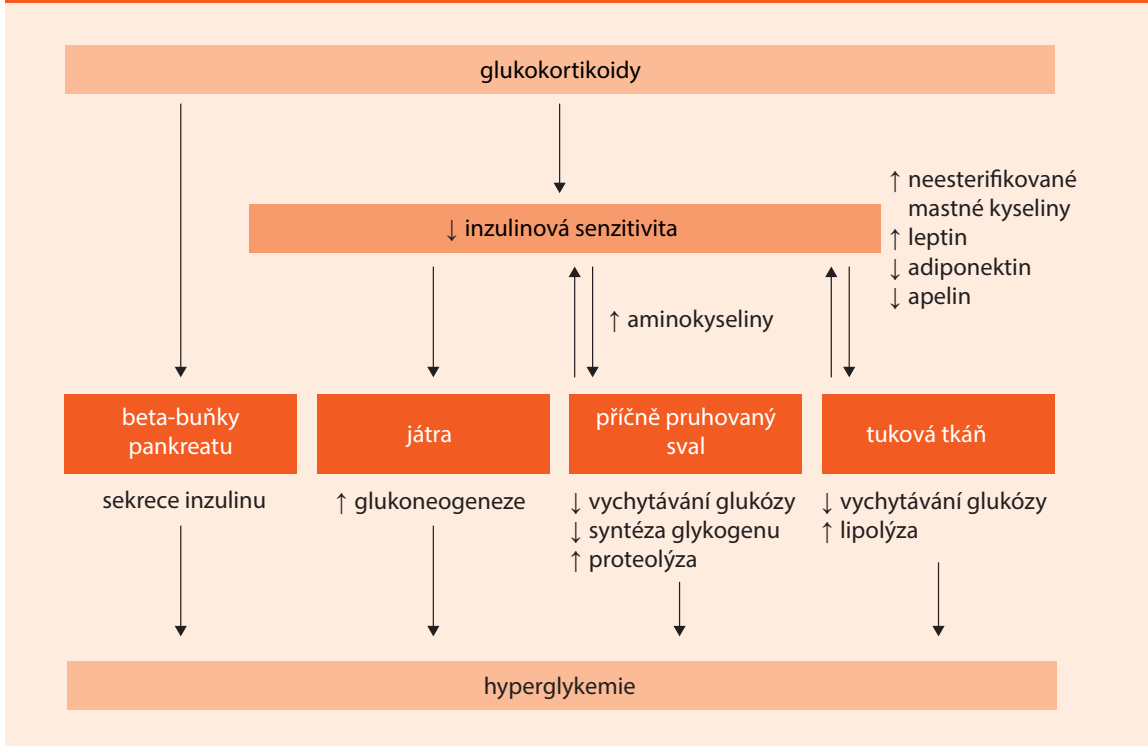 glukokortikoidy
↑ neesterifikované
mastné kyseliny
↑ leptin
↓ adiponektin
↓ apelin
↓ inzulinová senzitivita
↑ aminokyseliny
beta-buňky
pankreatu
játra
příčně pruhovaný
sval
tuková tkáň
sekrece inzulinu
↑ glukoneogeneze
↓ vychytávání glukózy
↓ syntéza glykogenu
↑ proteolýza
↓ vychytávání glukózy
↑ lipolýza
hyperglykemie